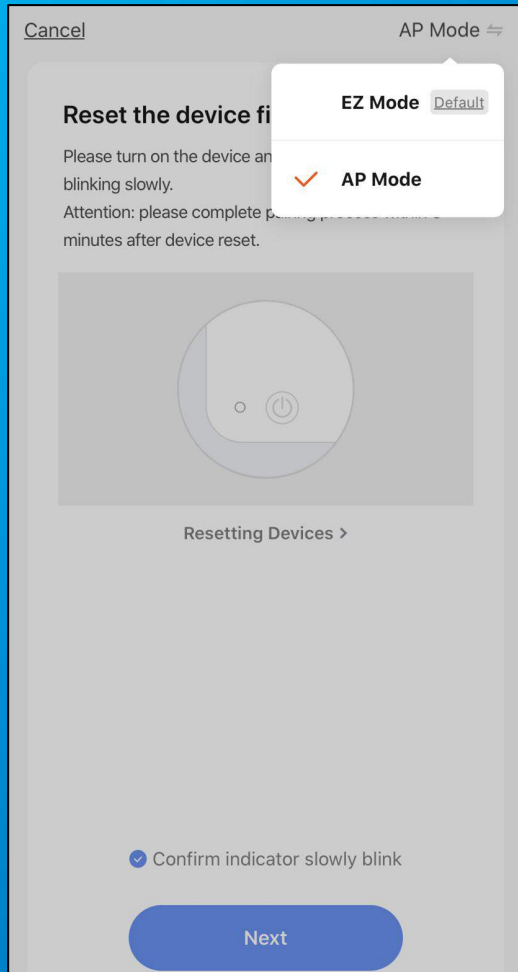 Cancel
AP Mode
EZ Mode Default
AP Mode
Reset the device fi
Please turn on the device an
blinking slowly.
Attention: please complete
minutes after device reset.
Resetting Devices >
Confirm indicator slowly blink
Next